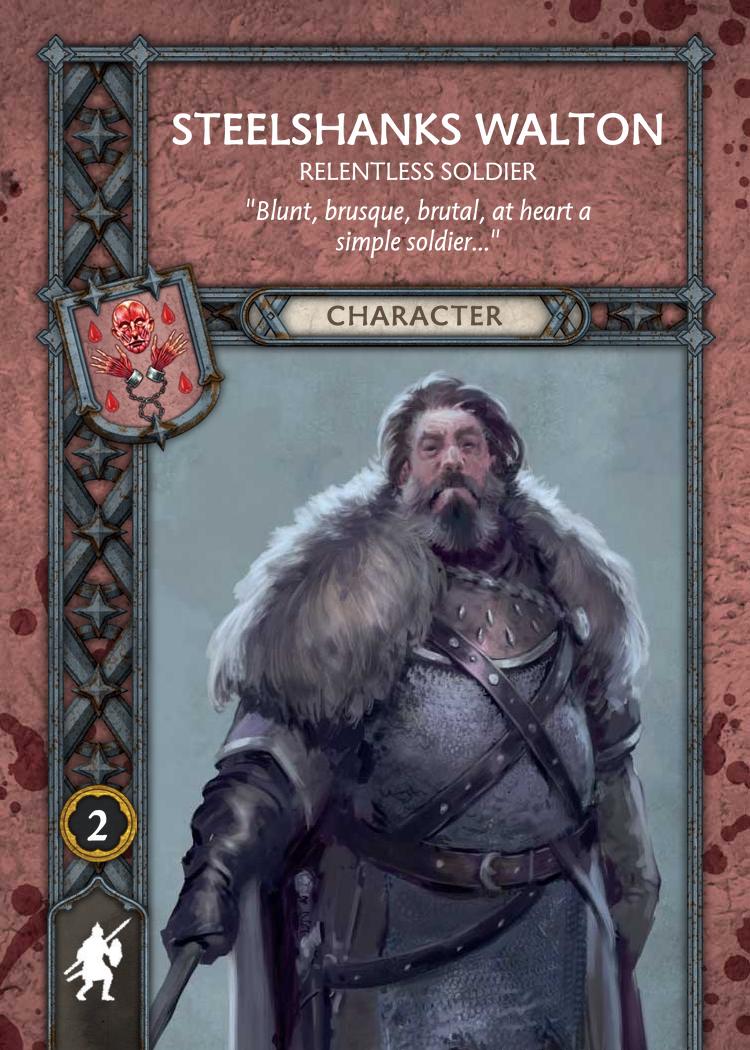 STEELSHANKS WALTON
RELENTLESS SOLDIER
"Blunt, brusque, brutal, at heart a
simple soldier..."
CHARACTER
2